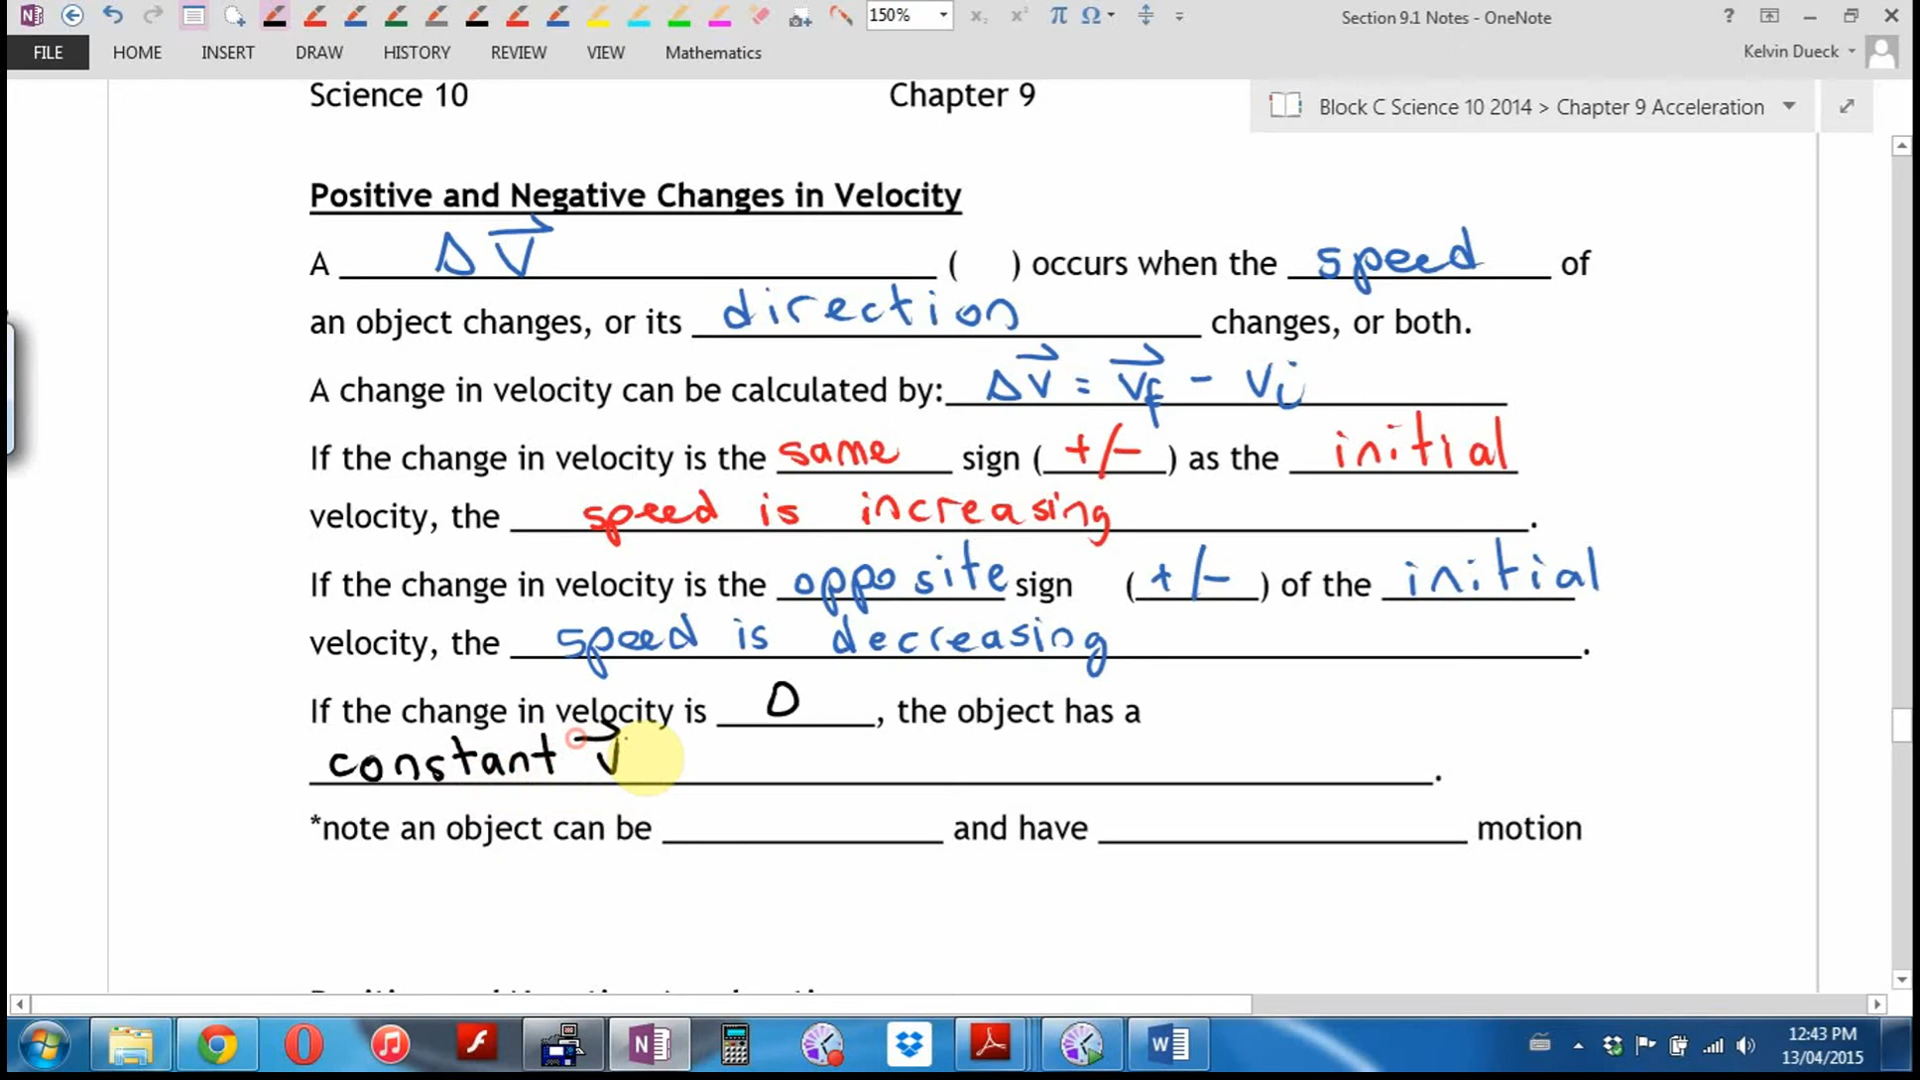 150%
Section 9.1 Notes - OneNote
FILE HOME INSERT DRAW HISTORY REVIEW VIEW Mathematics
Kelvin Dueck
Science 10 Chapter 9
Block C Science 10 2014 > Chapter 9 Acceleration
Positive and Negative Changes in Velocity
A Δv⃗ ( ) occurs when the speed of
an object changes, or its direction changes, or both.
A change in velocity can be calculated by: Δv⃗ = v⃗f - vi
If the change in velocity is the same sign (+/-) as the initial
velocity, the speed is increasing.
If the change in velocity is the opposite sign (+/-) of the initial
velocity, the speed is decreasing.
If the change in velocity is 0, the object has a
constant v⃗.
*note an object can be ________ and have ________ motion
12:43 PM
13/04/2015